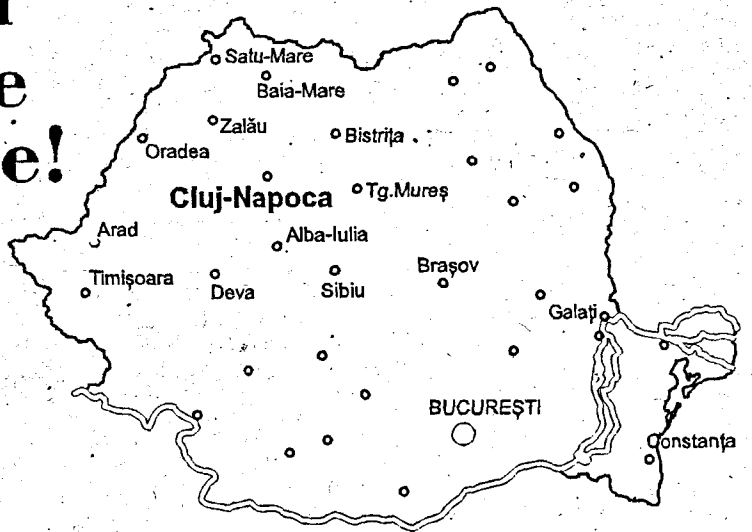 e!
Satu-Mare
Baia-Mare
Zalău
Bistrița
Oradea
Cluj-Napoca
Tg.Mureș
Arad
Alba-Iulia
Timișoara
Deva
Sibiu
Brașov
Galați
BUCUREȘTI
Constanța